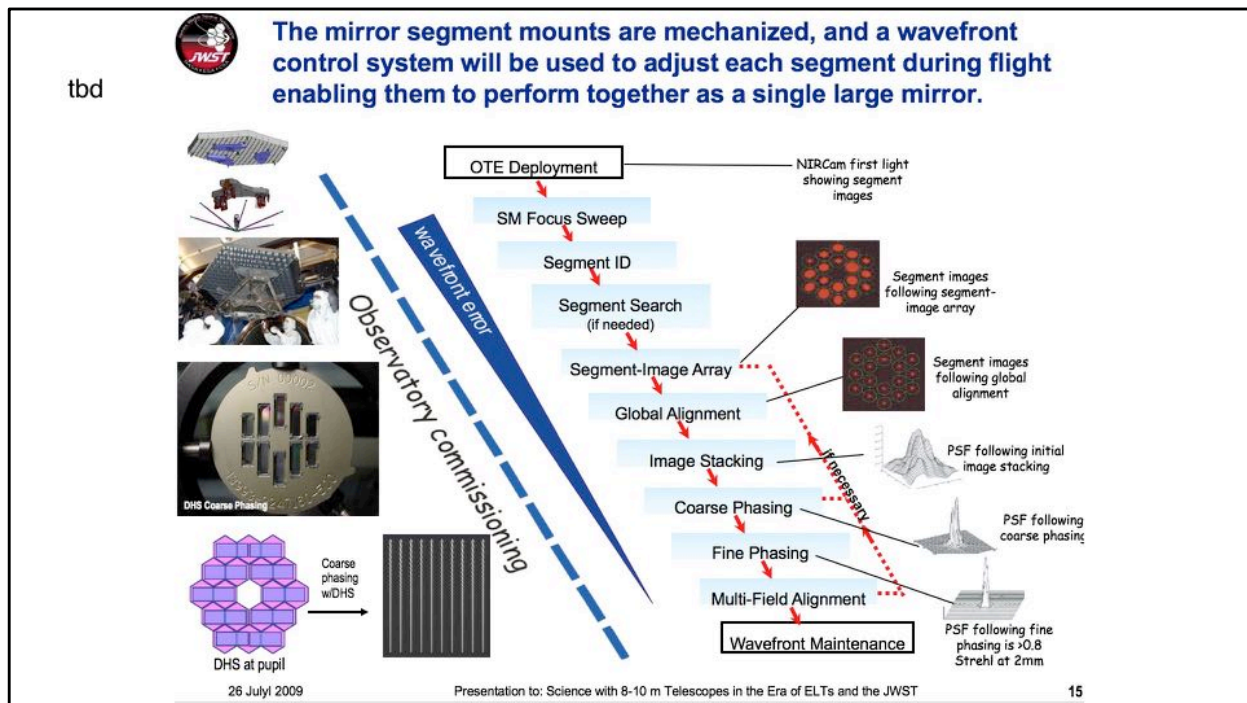 JWST
The mirror segment mounts are mechanized, and a wavefront
control system will be used to adjust each segment during flight
enabling them to perform together as a single large mirror.
tbd
OTE Deployment
NIRCam first light
showing segment
images
SM Focus Sweep
Segment ID
Segment Search
(if needed)
Segment-Image Array
Global Alignment
Image Stacking
Coarse Phasing
Fine Phasing
Multi-Field Alignment
Wavefront Maintenance
wavefront error
Observatory commissioning
if necessary
Segment images
following segment-
image array
Segment images
following global
alignment
PSF following initial
image stacking
PSF following
coarse phasing
PSF following fine
phasing is >0.8
Strehl at 2mm
S/N 00002
DHS Coarse Phasing
Coarse
phasing
w/DHS
DHS at pupil
26 Julyl 2009
Presentation to: Science with 8-10 m Telescopes in the Era of ELTs and the JWST
15